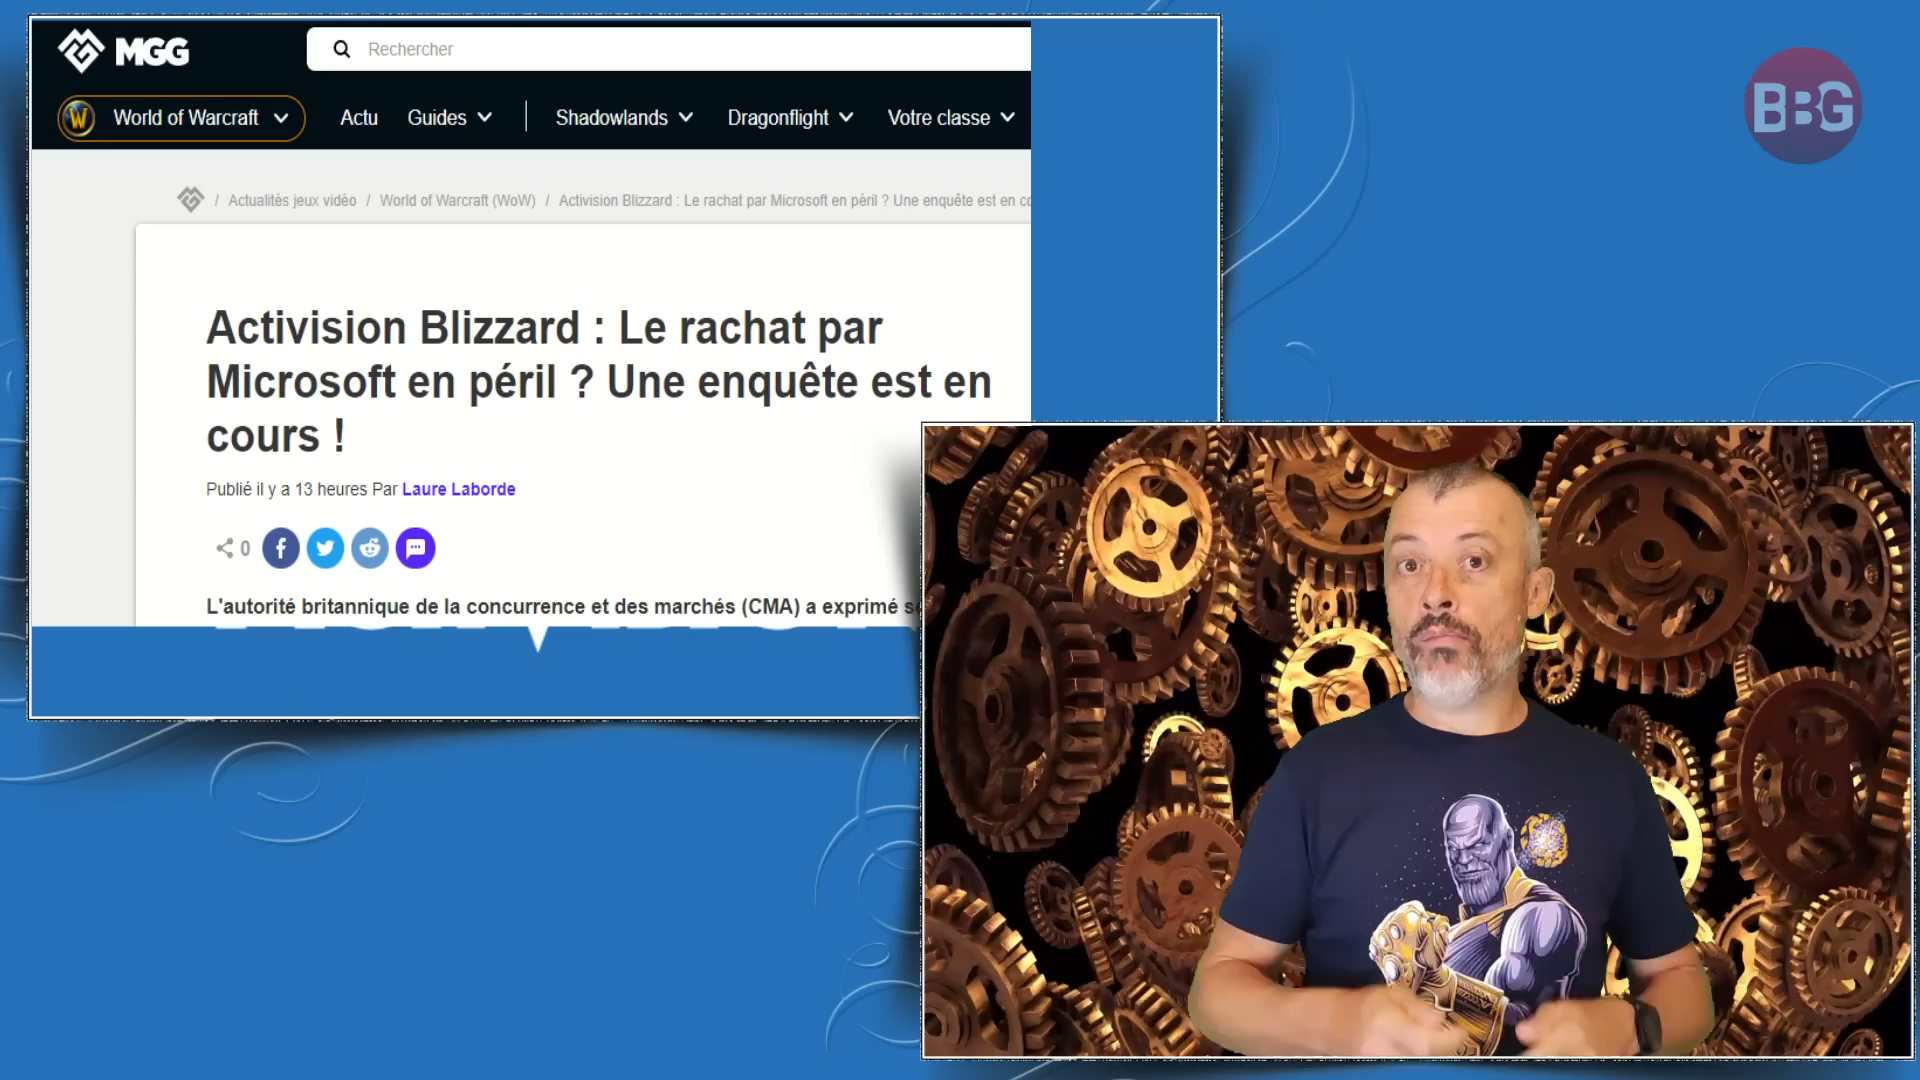 MGG
Rechercher
World of Warcraft
Actu
Guides
Shadowlands
Dragonflight
Votre classe
BBG
/ Actualités jeux vidéo / World of Warcraft (WoW) / Activision Blizzard : Le rachat par Microsoft en péril ? Une enquête est en
Activision Blizzard : Le rachat par
Microsoft en péril ? Une enquête est en
cours !
Publié il y a 13 heures Par Laure Laborde
0
L'autorité britannique de la concurrence et des marchés (CMA) a exprimé